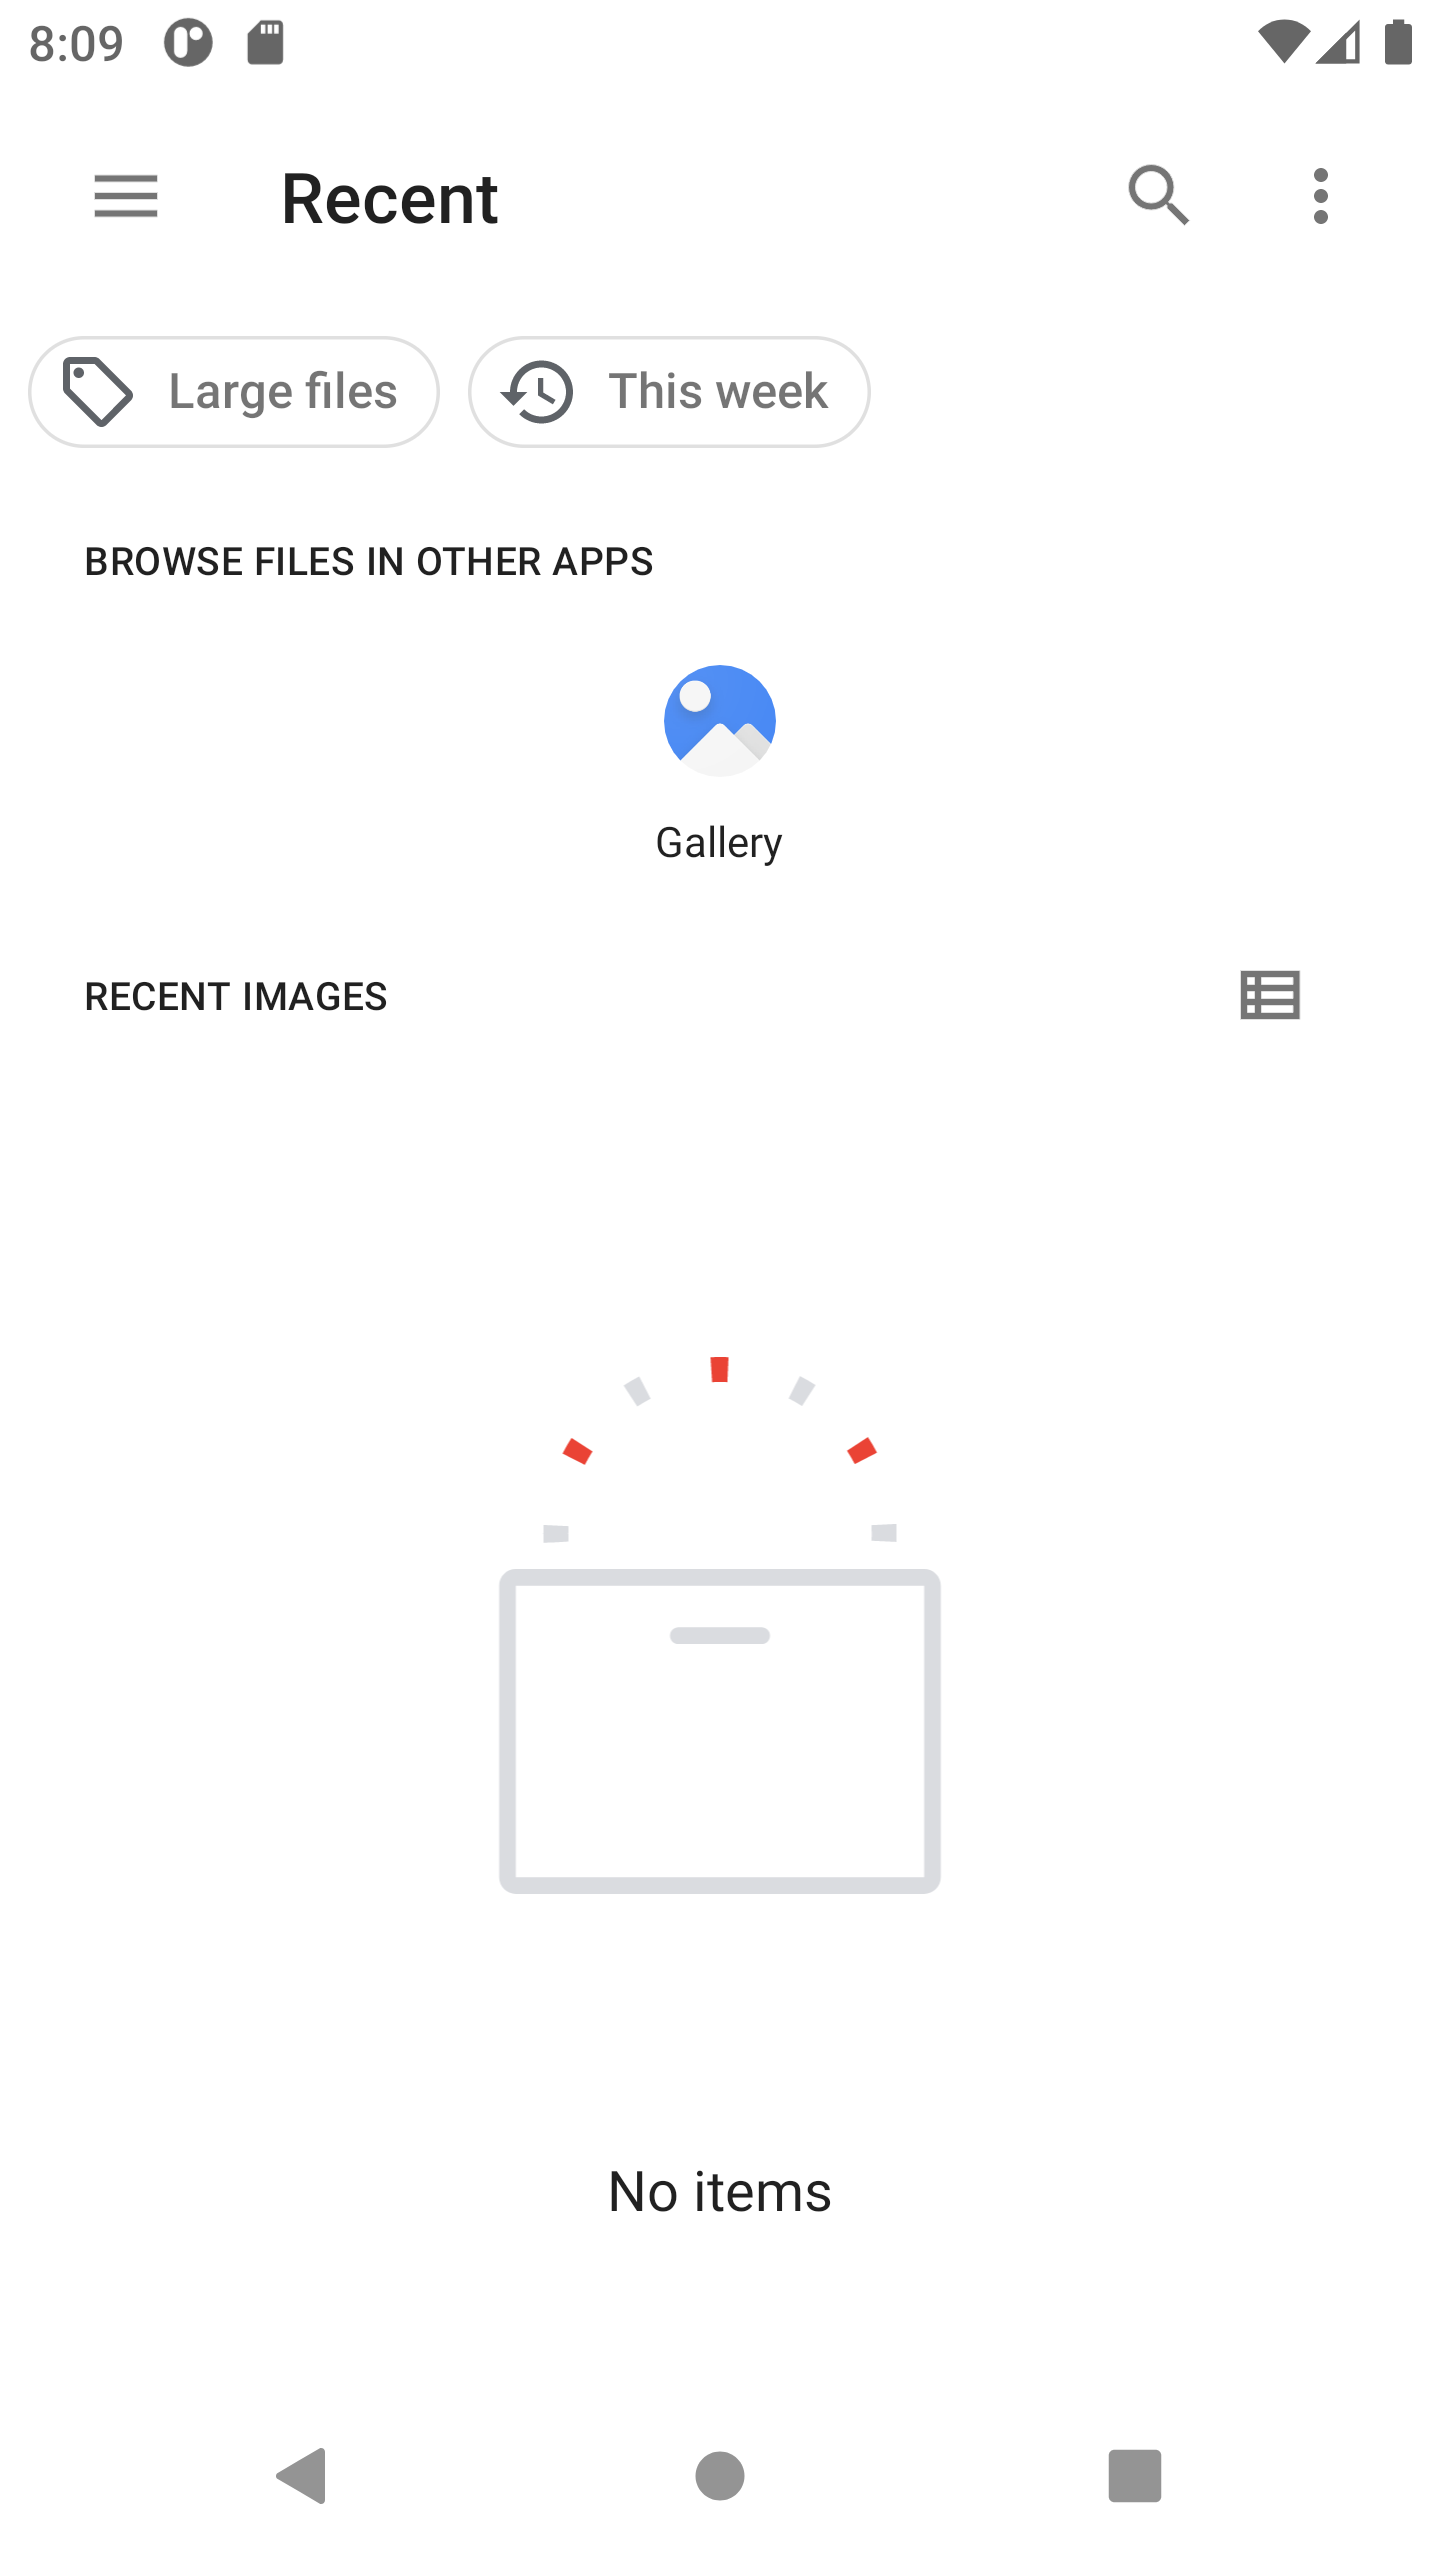 8:09
Recent
Large files
This week
BROWSE FILES IN OTHER APPS
Gallery
RECENT IMAGES
No items